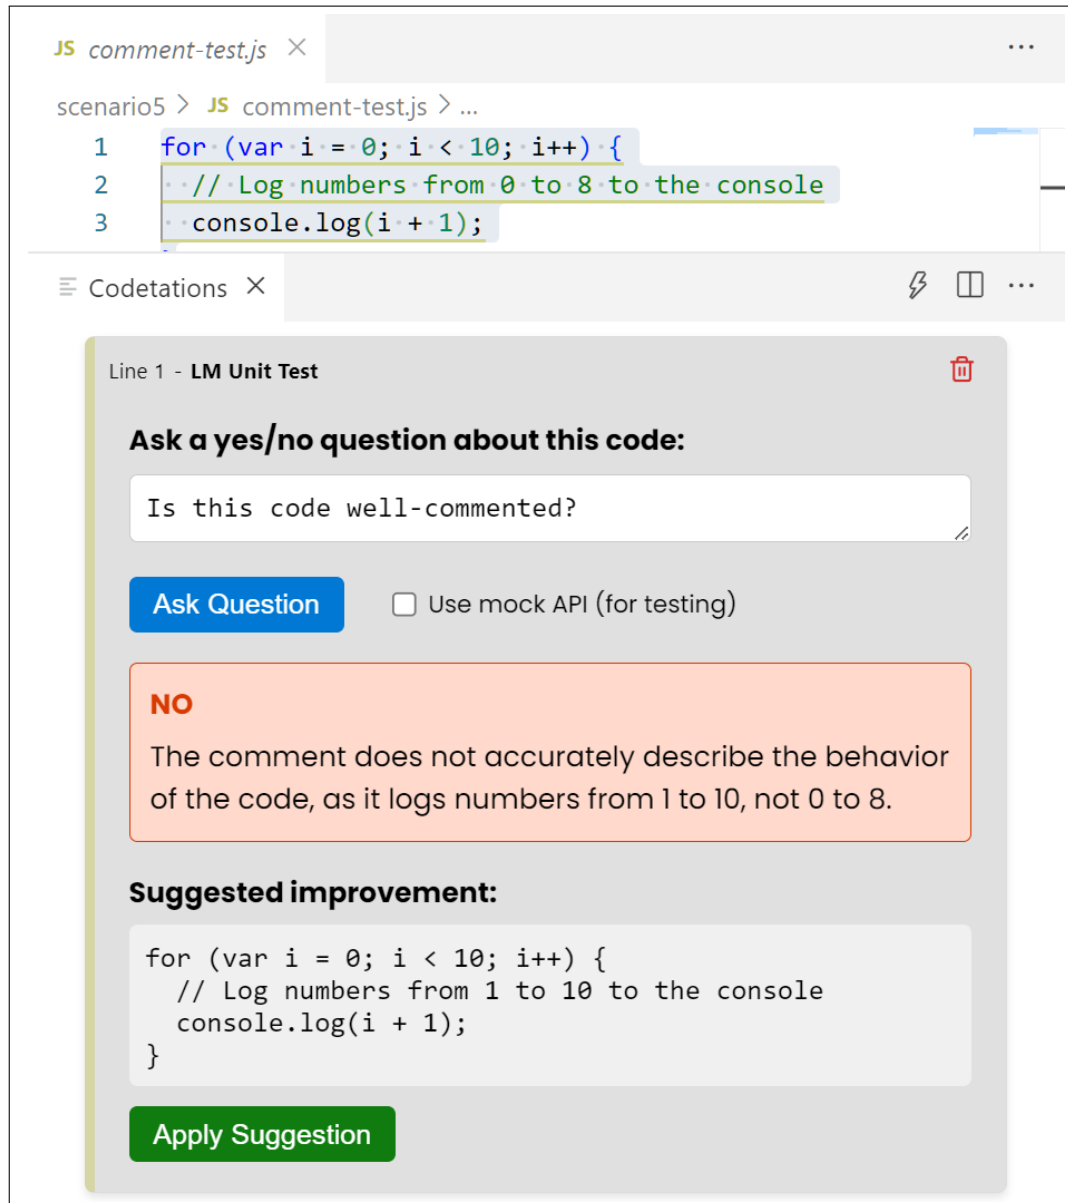 JS comment-test.js
scenario5 > JS comment-test.js > ...
1 for (var i = 0; i < 10; i++) {
2   // Log numbers from 0 to 8 to the console
3   console.log(i + 1);
Codetations
Line 1 - LM Unit Test
Ask a yes/no question about this code:
Is this code well-commented?
Ask Question
Use mock API (for testing)
NO
The comment does not accurately describe the behavior
of the code, as it logs numbers from 1 to 10, not 0 to 8.
Suggested improvement:
for (var i = 0; i < 10; i++) {
  // Log numbers from 1 to 10 to the console
  console.log(i + 1);
}
Apply Suggestion